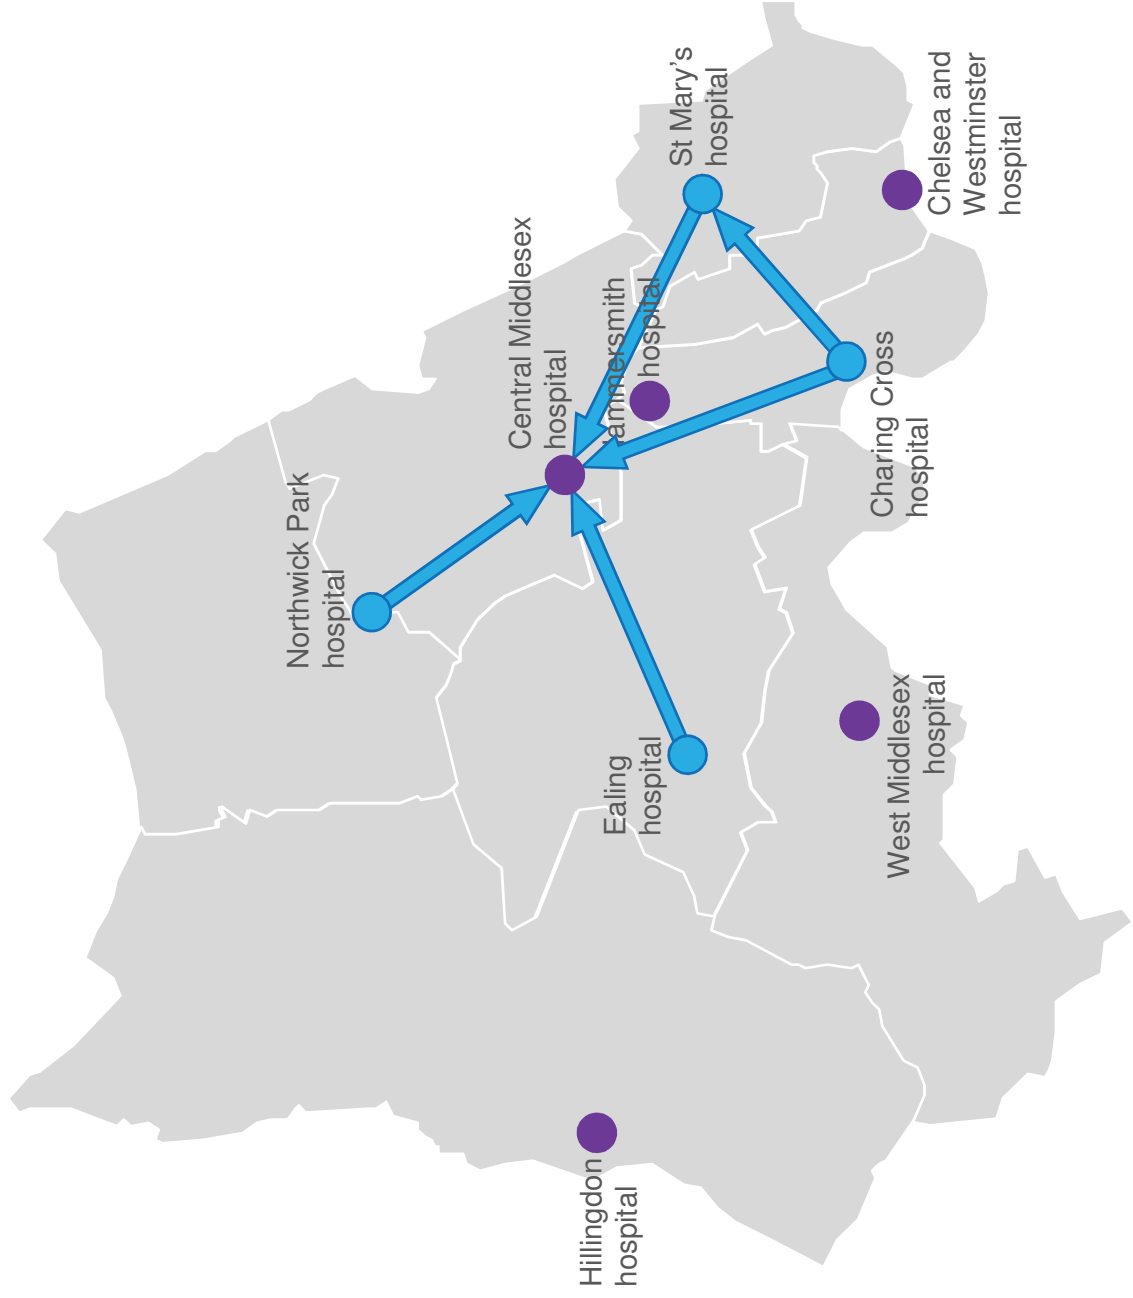 Northwick Park
hospital
Central Middlesex
hospital
St Mary’s
hospital
hospital
Ealing
hospital
Hillingdon
hospital
Charing Cross
hospital
West Middlesex
hospital
Chelsea and
Westminster
hospital